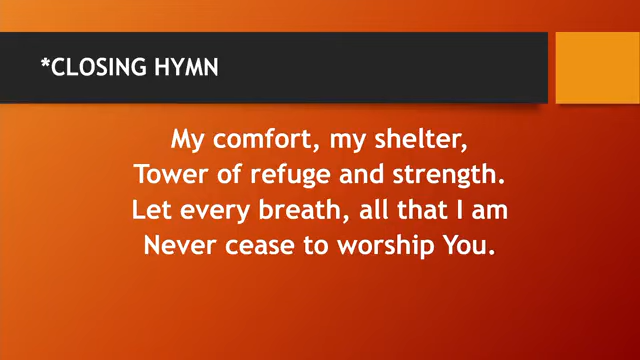 *CLOSING HYMN
My comfort, my shelter,
Tower of refuge and strength.
Let every breath, all that I am
Never cease to worship You.